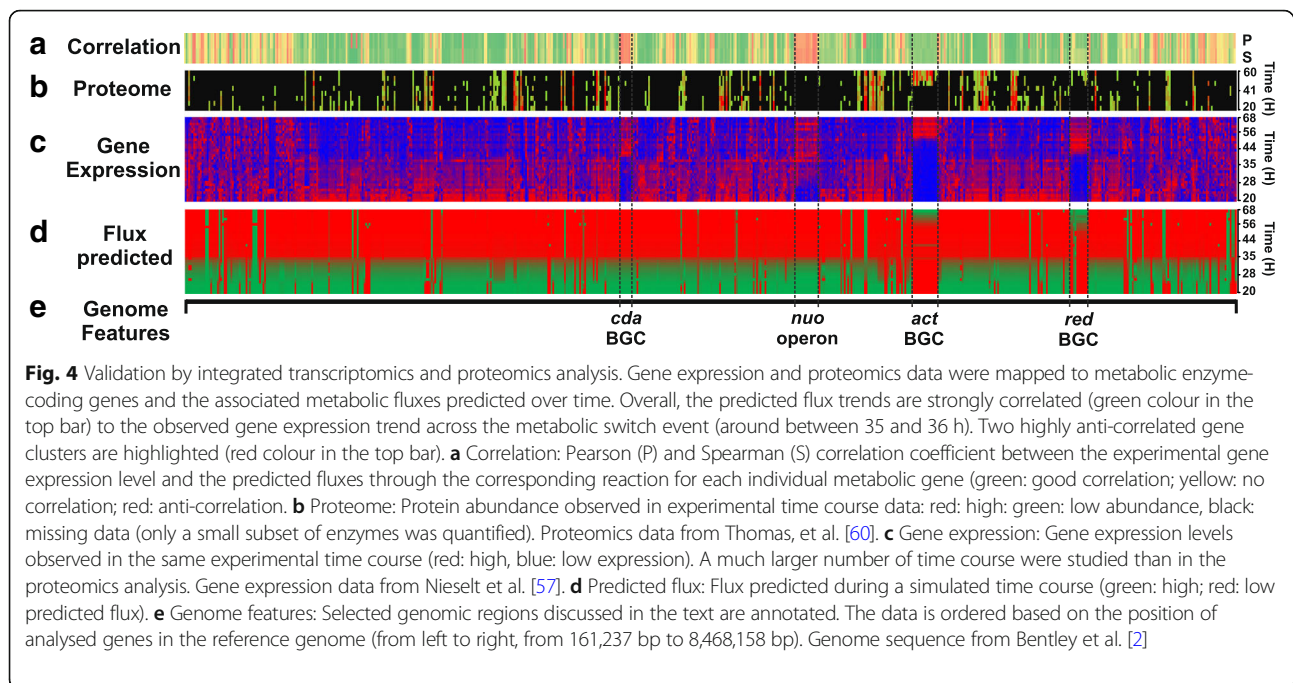 a Correlation P
S
b Proteome 60
41
20
Time (H)
c Gene Expression 68
56
44
35
28
20
Time (H)
d Flux predicted 68
56
44
35
28
20
Time (H)
e Genome Features
cda BGC
nuo operon
act BGC
red BGC
Fig. 4 Validation by integrated transcriptomics and proteomics analysis. Gene expression and proteomics data were mapped to metabolic enzyme-
coding genes and the associated metabolic fluxes predicted over time. Overall, the predicted flux trends are strongly correlated (green colour in the
top bar) to the observed gene expression trend across the metabolic switch event (around between 35 and 36 h). Two highly anti-correlated gene
clusters are highlighted (red colour in the top bar). a Correlation: Pearson (P) and Spearman (S) correlation coefficient between the experimental gene
expression level and the predicted fluxes through the corresponding reaction for each individual metabolic gene (green: good correlation; yellow: no
correlation; red: anti-correlation. b Proteome: Protein abundance observed in experimental time course data: red: high: green: low abundance, black:
missing data (only a small subset of enzymes was quantified). Proteomics data from Thomas, et al. [60]. c Gene expression: Gene expression levels
observed in the same experimental time course (red: high, blue: low expression). A much larger number of time course were studied than in the
proteomics analysis. Gene expression data from Nieselt et al. [57]. d Predicted flux: Flux predicted during a simulated time course (green: high; red: low
predicted flux). e Genome features: Selected genomic regions discussed in the text are annotated. The data is ordered based on the position of
analysed genes in the reference genome (from left to right, from 161,237 bp to 8,468,158 bp). Genome sequence from Bentley et al. [2]